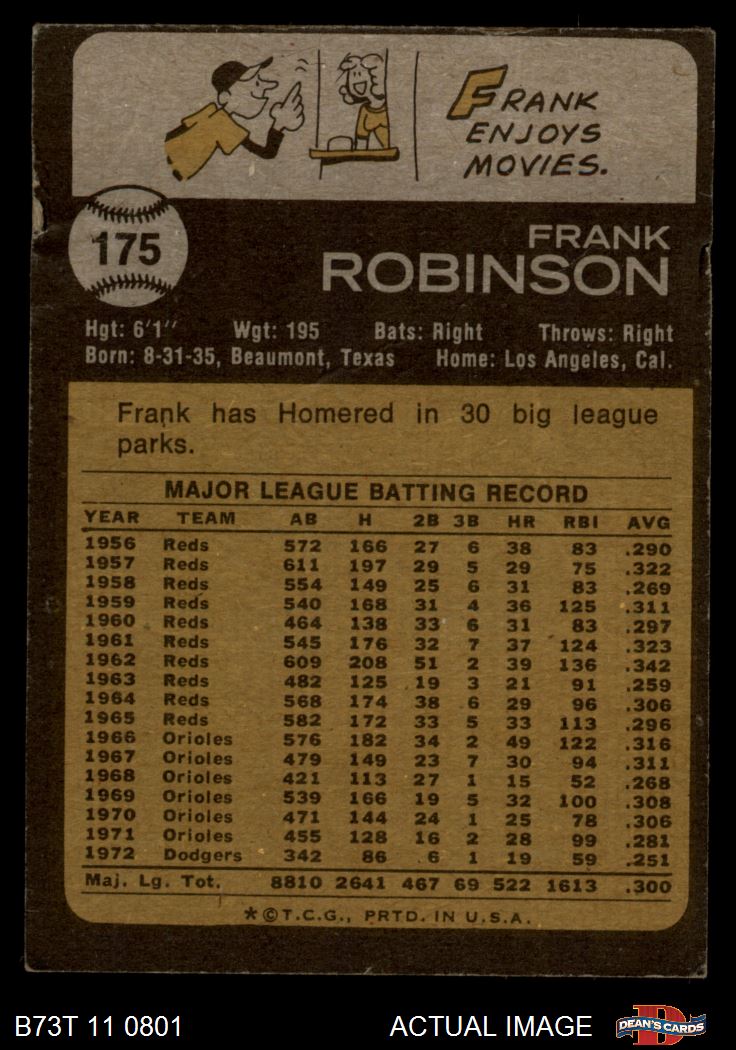 FRANK
ENJOYS
MOVIES.
175
FRANK
ROBINSON
Hgt: 6'1" Wgt: 195 Bats: Right Throws: Right
Born: 8-31-35, Beaumont, Texas Home: Los Angeles, Cal.
Frank has Homered in 30 big league
parks.
MAJOR LEAGUE BATTING RECORD
YEAR TEAM AB H 2B 3B HR RBI AVG
1956 Reds 572 166 27 6 38 83 .290
1957 Reds 611 197 29 5 29 75 .322
1958 Reds 554 149 25 6 31 83 .269
1959 Reds 540 168 31 4 36 125 .311
1960 Reds 464 138 33 6 31 83 .297
1961 Reds 545 176 32 7 37 124 .323
1962 Reds 609 208 51 2 39 136 .342
1963 Reds 482 125 19 3 21 91 .259
1964 Reds 568 174 38 6 29 96 .306
1965 Reds 582 172 33 5 33 113 .296
1966 Orioles 576 182 34 2 49 122 .316
1967 Orioles 479 149 23 7 30 94 .311
1968 Orioles 421 113 27 1 15 52 .268
1969 Orioles 539 166 19 5 32 100 .308
1970 Orioles 471 144 24 1 25 78 .306
1971 Orioles 455 128 16 2 28 99 .281
1972 Dodgers 342 86 6 1 19 59 .251
Maj. Lg. Tot. 8810 2641 467 69 522 1613 .300
*©T.C.G., PRTD. IN U.S.A.
B73T 11 0801 ACTUAL IMAGE D DEAN'S CARDS